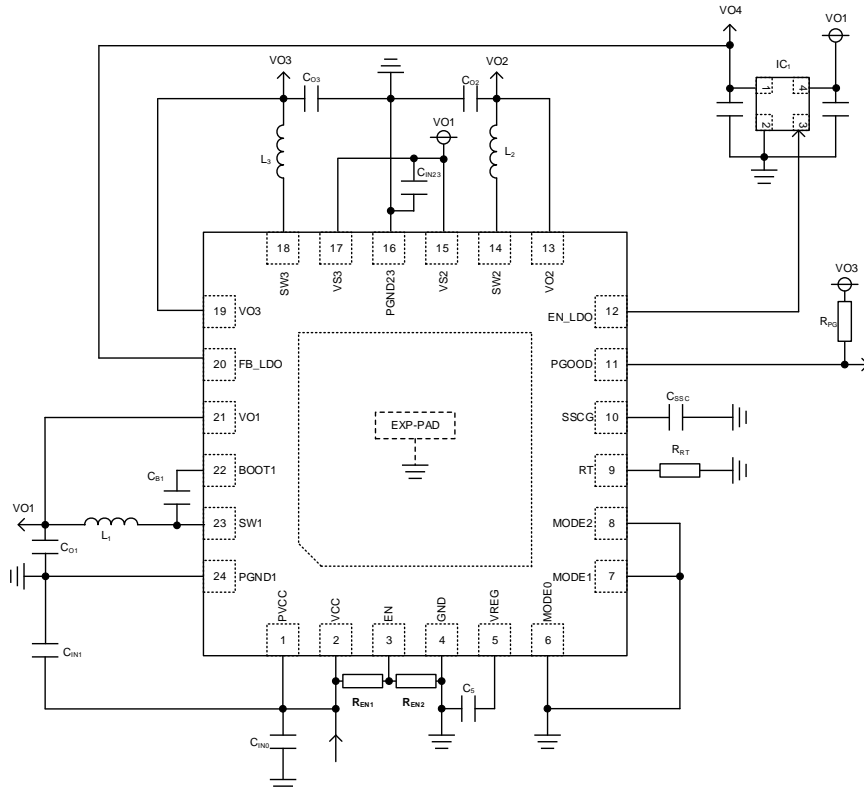 VO4
VO1
VO3
VO2
IC1
CO3
CO2
1
4
2
3
VO1
L3
L2
CIN23
18
17
16
15
14
13
SW3
VS3
PGND23
VS2
SW2
VO2
VO3
19
VO3
EN_LDO
12
RPG
20
FB_LDO
PGOOD
11
CSSC
21
VO1
SSCG
10
EXP-PAD
RRT
CB1
22
BOOT1
RT
9
VO1
L1
23
SW1
MODE2
8
CO1
24
PGND1
MODE1
7
PVCC
VCC
EN
GND
VREG
MODE0
1
2
3
4
5
6
CIN1
REN1
REN2
C5
CIN0